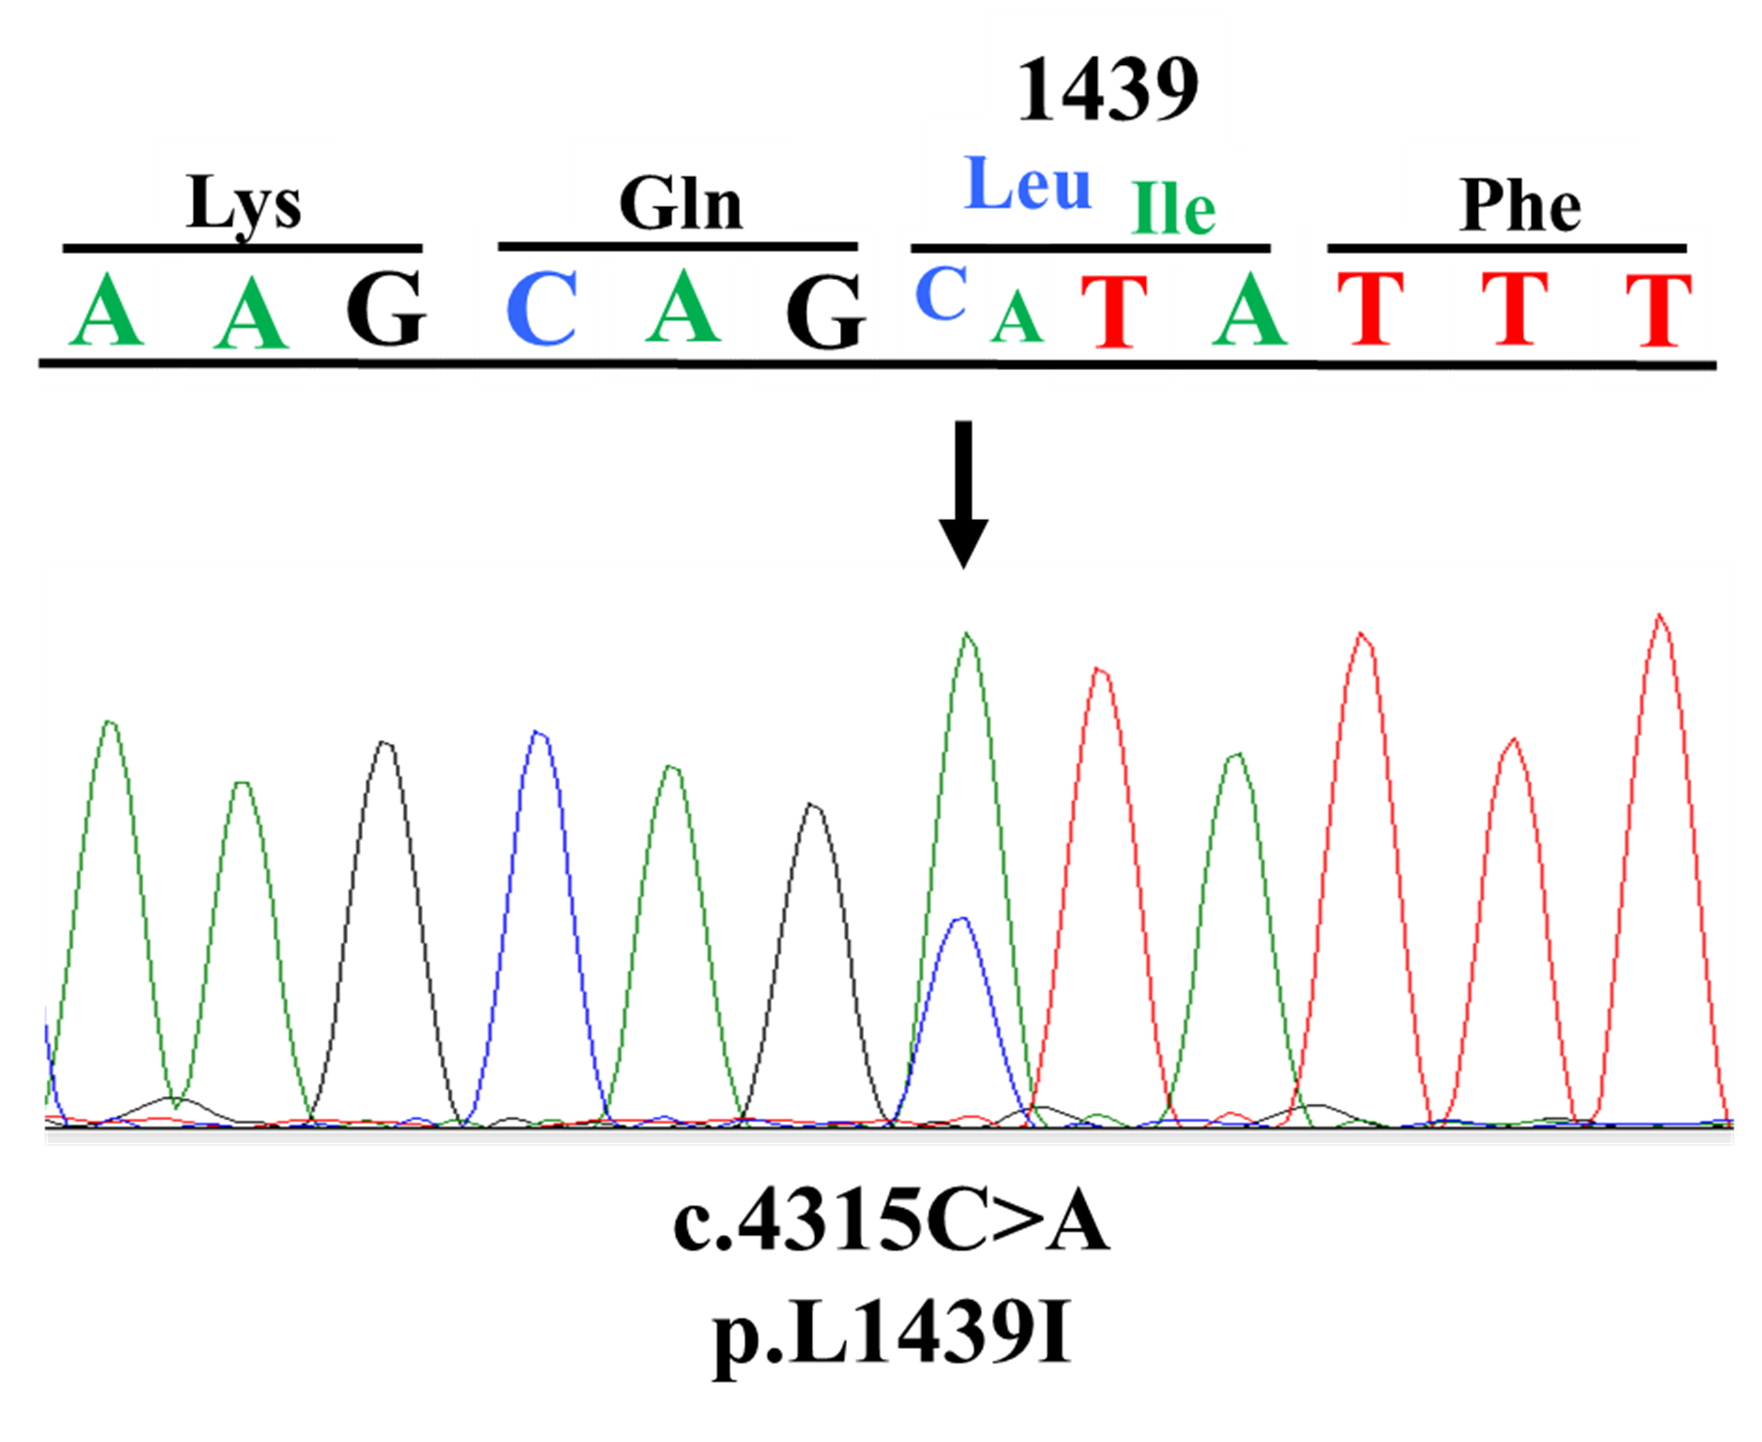 1439
Lys Gln Leu Ile Phe
A A G C A G C A T A T T T
c.4315C>A
p.L1439I